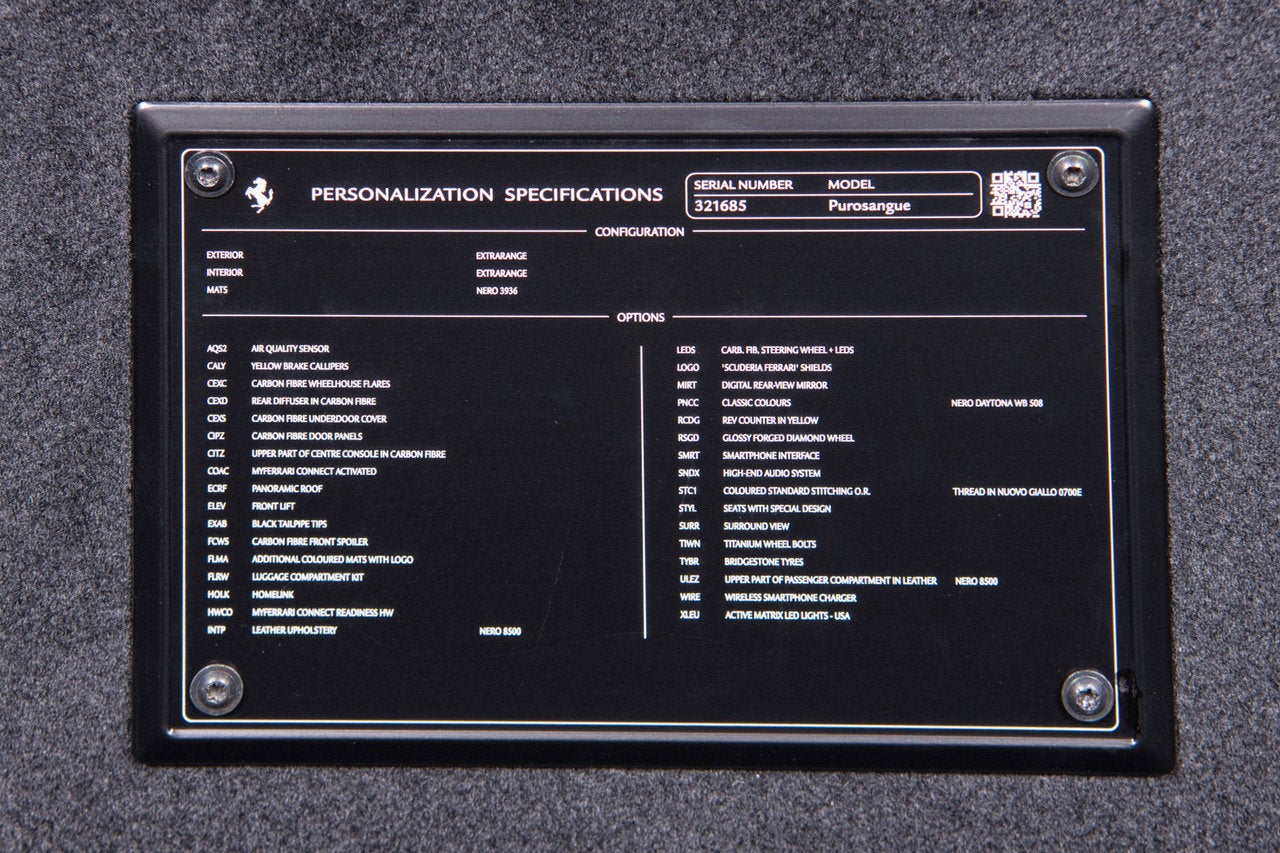 PERSONALIZATION SPECIFICATIONS
SERIAL NUMBER MODEL
321685 Purosangue
CONFIGURATION
EXTERIOR EXTRARANGE
INTERIOR EXTRARANGE
MATS NERO 3936
OPTIONS
AQS2 AIR QUALITY SENSOR
CALY YELLOW BRAKE CALLIPERS
CEXC CARBON FIBRE WHEELHOUSE FLARES
CEXD REAR DIFFUSER IN CARBON FIBRE
CEXS CARBON FIBRE UNDERDOOR COVER
CIPZ CARBON FIBRE DOOR PANELS
CITZ UPPER PART OF CENTRE CONSOLE IN CARBON FIBRE
COAC MYFERRARI CONNECT ACTIVATED
ECRF PANORAMIC ROOF
ELEV FRONT LIFT
EXAB BLACK TAILPIPE TIPS
FCWS CARBON FIBRE FRONT SPOILER
FLMA ADDITIONAL COLOURED MATS WITH LOGO
FLRW LUGGAGE COMPARTMENT KIT
HOLK HOMELINK
HWCO MYFERRARI CONNECT READINESS HW
INTP LEATHER UPHOLSTERY NERO 8500
LEDS CARB. FIB, STEERING WHEEL + LEDS
LOGO 'SCUDERIA FERRARI' SHIELDS
MIRT DIGITAL REAR-VIEW MIRROR
PNCC CLASSIC COLOURS NERO DAYTONA WB 508
RCDG REV COUNTER IN YELLOW
RSGD GLOSSY FORGED DIAMOND WHEEL
SMRT SMARTPHONE INTERFACE
SNDX HIGH-END AUDIO SYSTEM
STC1 COLOURED STANDARD STITCHING O.R. THREAD IN NUOVO GIALLO 0700E
STYL SEATS WITH SPECIAL DESIGN
SURR SURROUND VIEW
TIWN TITANIUM WHEEL BOLTS
TYBR BRIDGESTONE TYRES
ULEZ UPPER PART OF PASSENGER COMPARTMENT IN LEATHER NERO 8500
WIRE WIRELESS SMARTPHONE CHARGER
XLEU ACTIVE MATRIX LED LIGHTS - USA